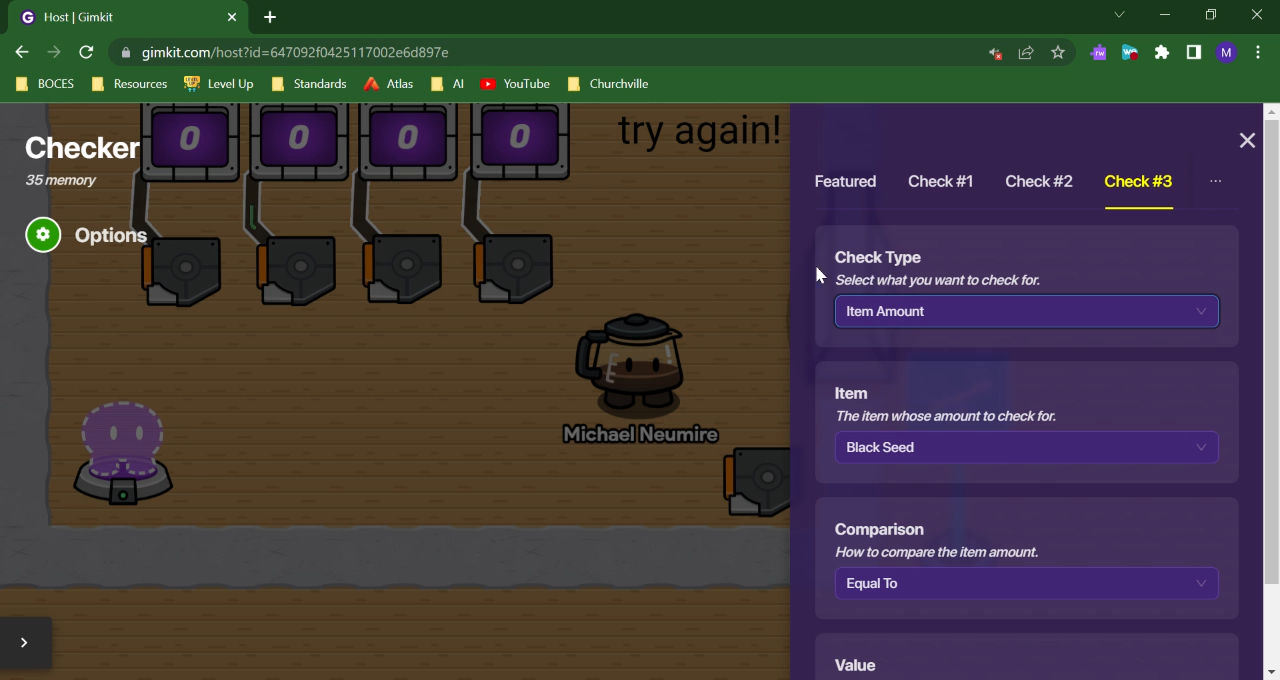 Host | Gimkit
gimkit.com/host?id=647092f0425117002e6d897e
M
BOCES
Resources
Level Up
Standards
Atlas
AI
YouTube
Churchville
Checker
35 memory
Options
0 0 0 0
try again!
Michael Neumire
Featured
Check #1
Check #2
Check #3
...
Check Type
Select what you want to check for.
Item Amount
Item
The item whose amount to check for.
Black Seed
Comparison
How to compare the item amount.
Equal To
Value